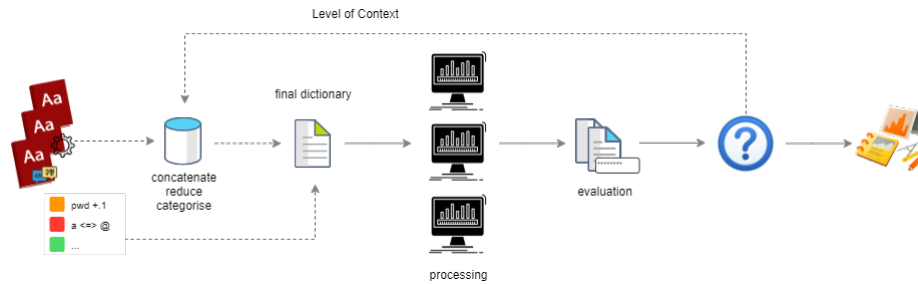 Level of Context
final dictionary
Aa
Aa
Aa
concatenate
reduce
categorise
evaluation
pwd +.1
a <=> @
...
processing